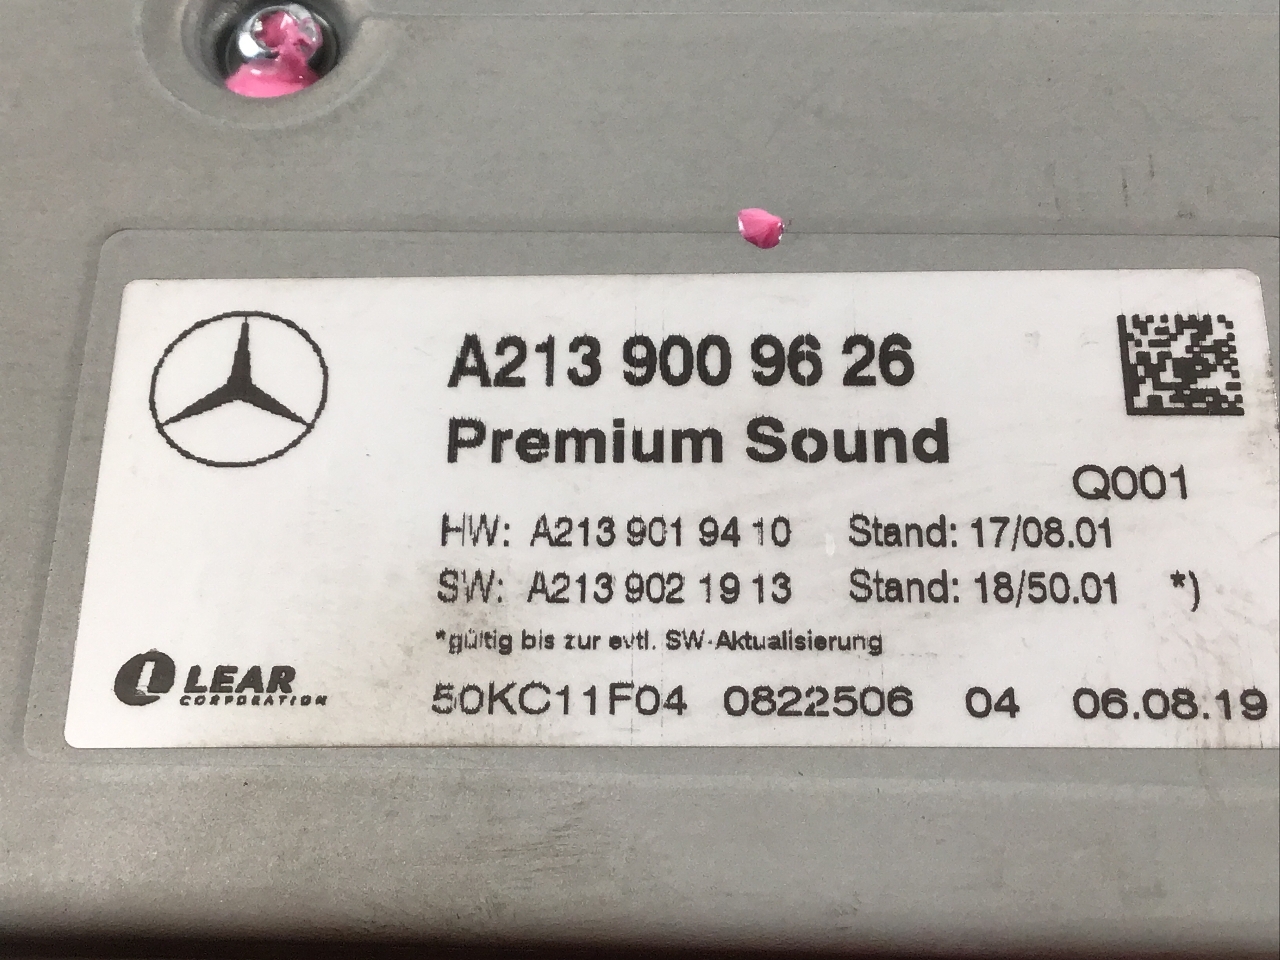 A213 900 96 26
Premium Sound
Q001
HW: A213 901 94 10 Stand: 17/08.01
SW: A213 902 19 13 Stand: 18/50.01 *)
*gültig bis zur evtl. SW-Aktualisierung
LEAR
CORPORATION
50KC11F04 0822506 04 06.08.19